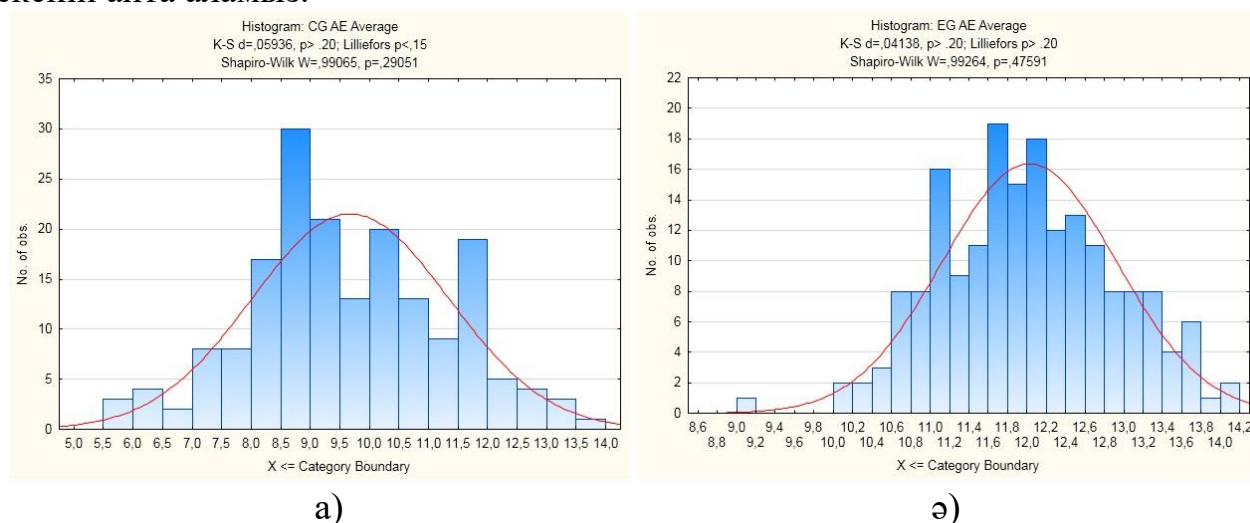 айта аламыз.
Histogram: CG AE Average
K-S d=,05936, p> .20; Lilliefors p<,15
Shapiro-Wilk W=,99065, p=,29051
35
30
25
20
15
10
5
0
No. of obs.
5,0 5,5 6,0 6,5 7,0 7,5 8,0 8,5 9,0 9,5 10,0 10,5 11,0 11,5 12,0 12,5 13,0 13,5 14,0
X <= Category Boundary
a)
Histogram: EG AE Average
K-S d=,04138, p> .20; Lilliefors p> .20
Shapiro-Wilk W=,99264, p=,47591
22
20
18
16
14
12
10
8
6
4
2
0
No. of obs.
8,6 9,0 9,4 9,8 10,2 10,6 11,0 11,4 11,8 12,2 12,6 13,0 13,4 13,8 14,2
8,8 9,2 9,6 10,0 10,4 10,8 11,2 11,6 12,0 12,4 12,8 13,2 13,6 14,0
X <= Category Boundary
ә)